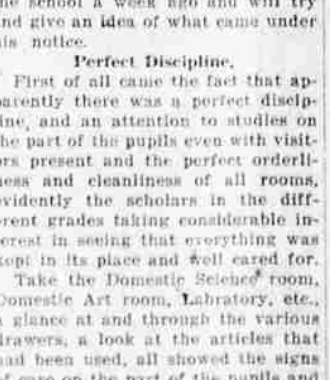 the school a week ago and will try
and give an idea of what came under
his notice.
Perfect Discipline.
First of all came the fact that ap-
parently there was a perfect discip-
line, and an attention to studies on
the part of the pupils even with visit-
ors present and the perfect orderli-
ness and cleanliness of all rooms,
evidently the scholars in the diff-
erent grades taking considerable in-
terest in seeing that everything was
kept in its place and well cared for.
Take the Domestic Science room,
Domestic Art room, Labratory, etc.,
a glance at and through the various
drawers, a look at the articles that
had been used, all showed the signs
of care on the part of the pupils and